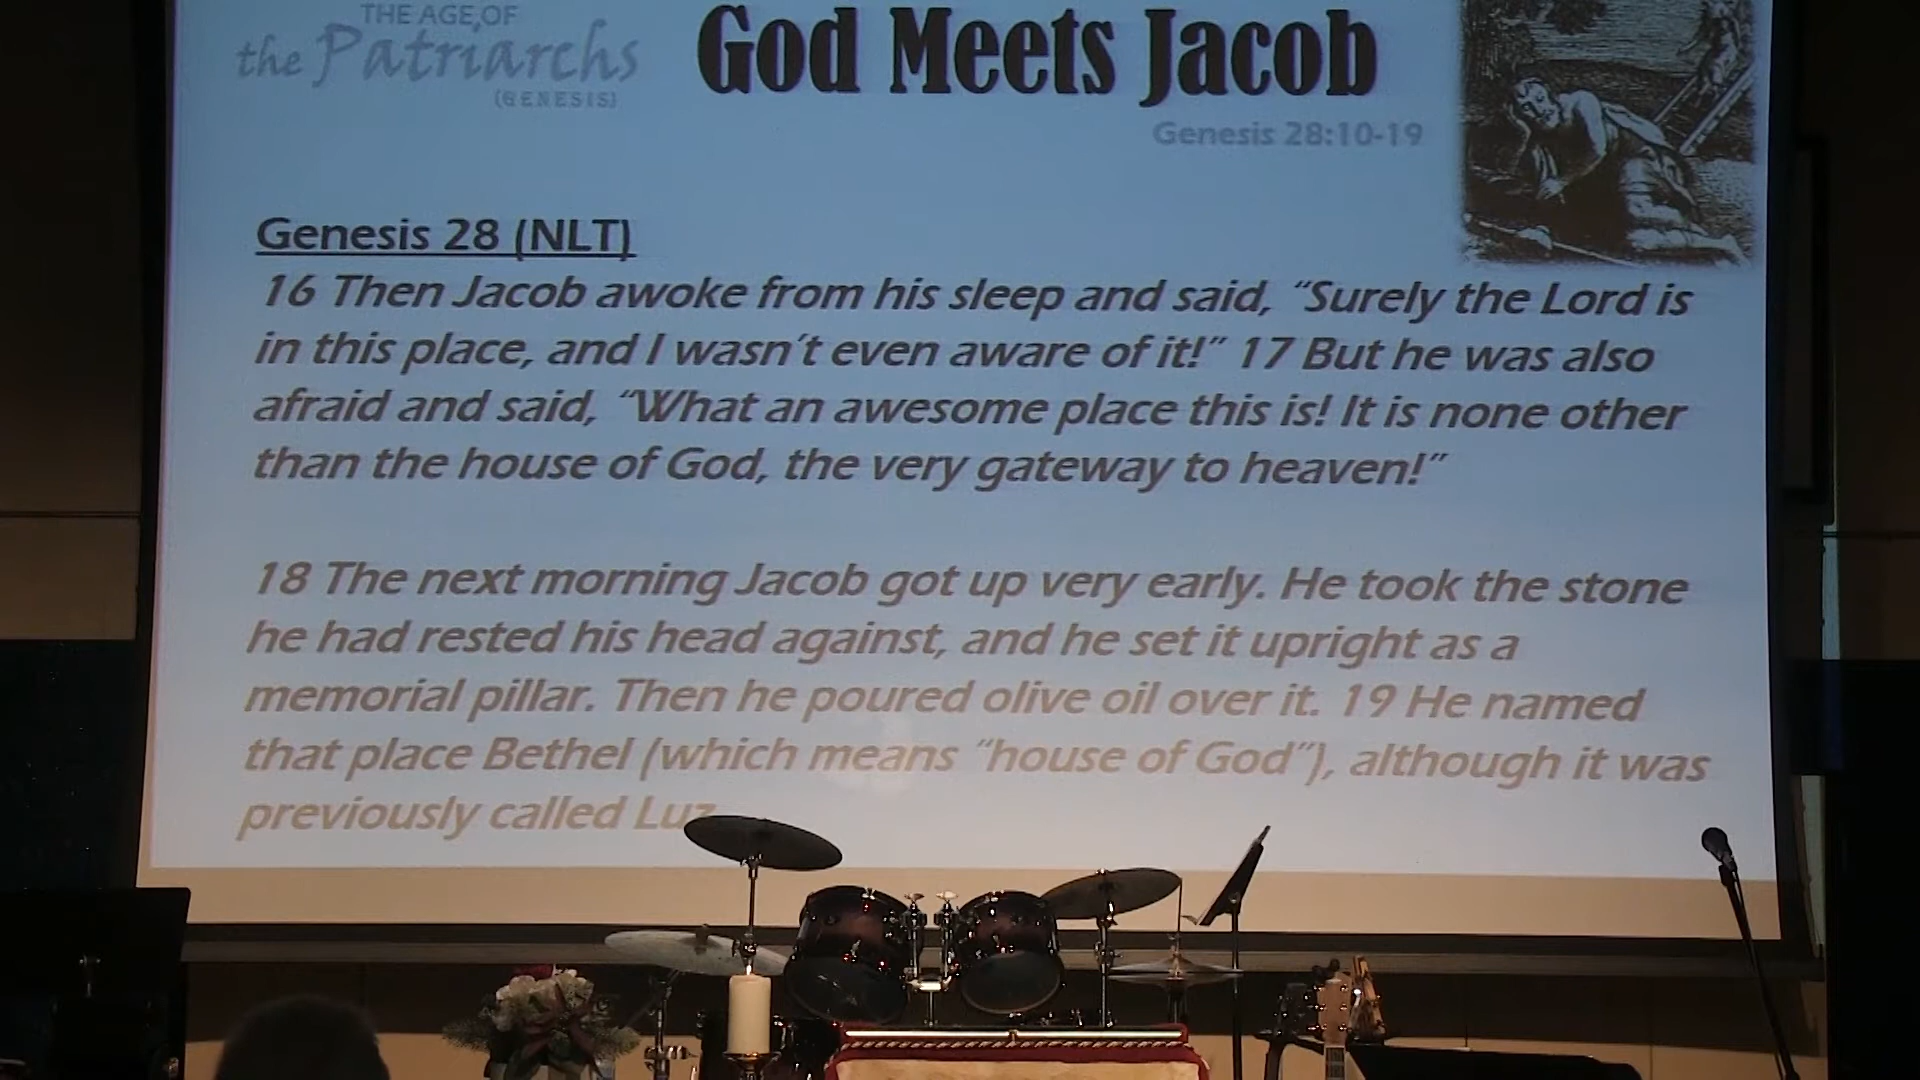 THE AGE OF
the Patriarchs
(GENESIS)
God Meets Jacob
Genesis 28:10-19
Genesis 28 (NLT)
16 Then Jacob awoke from his sleep and said, “Surely the Lord is
in this place, and I wasn’t even aware of it!” 17 But he was also
afraid and said, “What an awesome place this is! It is none other
than the house of God, the very gateway to heaven!”
18 The next morning Jacob got up very early. He took the stone
he had rested his head against, and he set it upright as a
memorial pillar. Then he poured olive oil over it. 19 He named
that place Bethel (which means “house of God”), although it was
previously called Luz